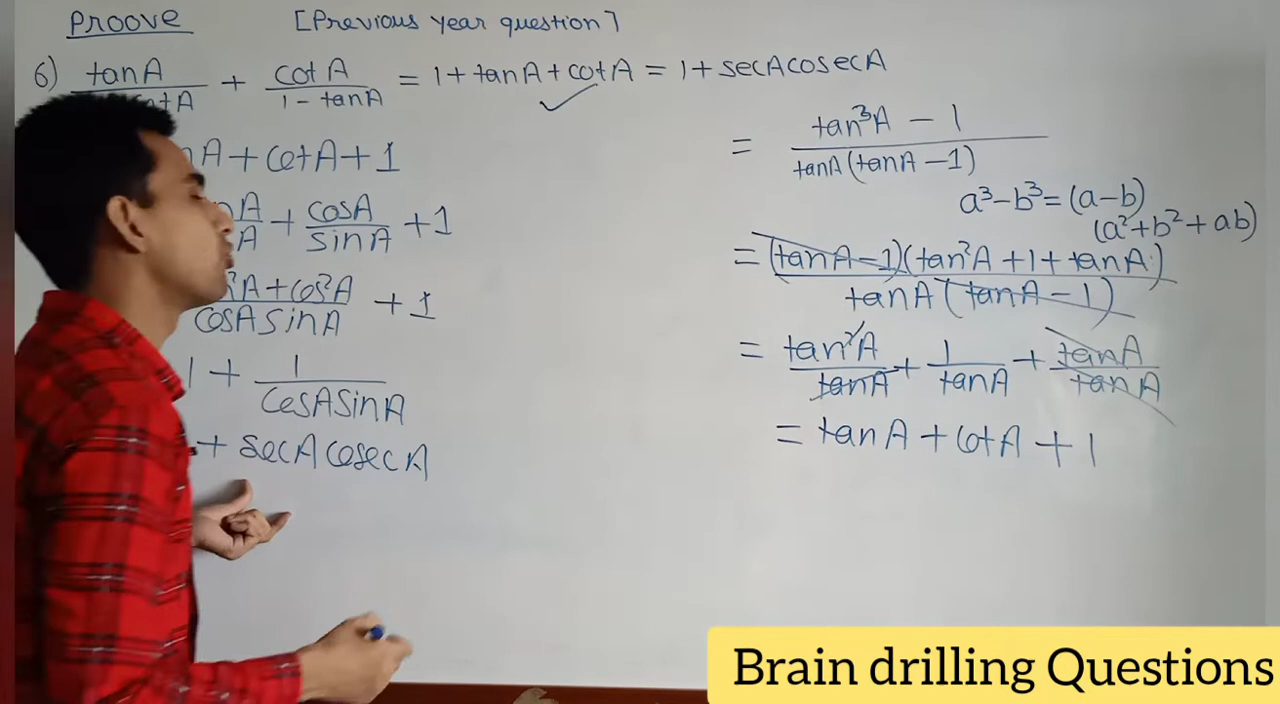 Proove [Previous year question]
6) tanA / tA + cotA / 1 - tanA = 1 + tanA + cotA = 1 + secAcosecA
A + cotA + 1
A / A + cosA / sinA + 1
²A + cos²A / cosAsinA + 1
1 + 1 / cosAsinA
+ secAcosecA
= tan³A - 1 / tanA(tanA - 1)
a³ - b³ = (a - b)
(a² + b² + ab)
= (tanA - 1)(tan²A + 1 + tanA) / tanA(tanA - 1)
= tan²A / tanA + 1 / tanA + tanA / tanA
= tanA + cotA + 1
Brain drilling Questions